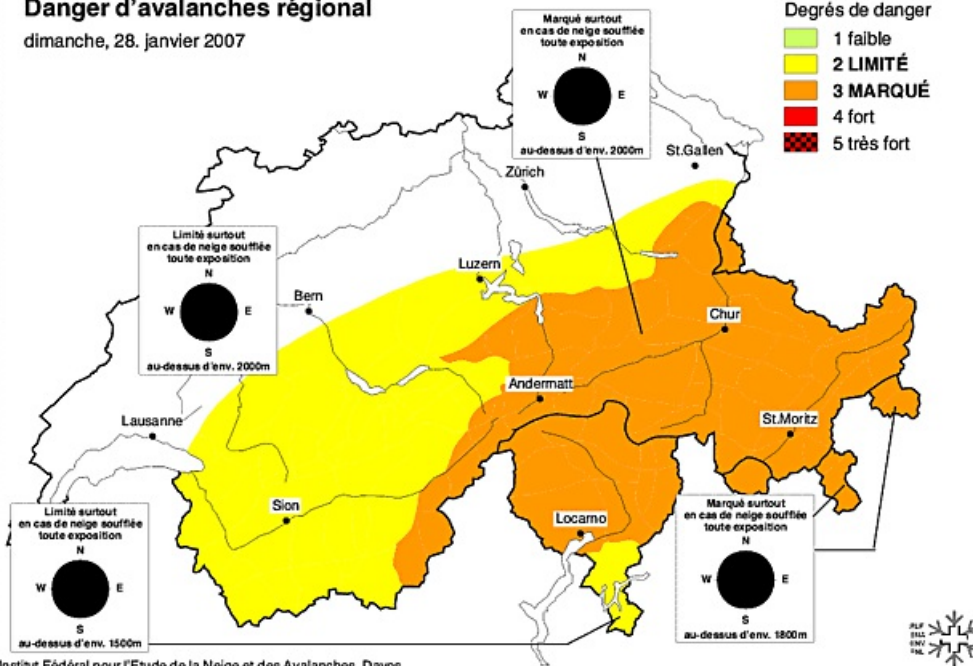 Danger d'avalanches régional
dimanche, 28. janvier 2007
Degrés de danger
1 faible
2 LIMITÉ
3 MARQUÉ
4 fort
5 très fort
Marqué surtout
en cas de neige soufflée
toute exposition
N
W E
S
au-dessus d'env. 2000m
St.Gallen
Zürich
Limité surtout
en cas de neige soufflée
toute exposition
N
W E
S
au-dessus d'env. 2000m
Luzern
Bern
Chur
Andermatt
Lausanne
St.Moritz
Sion
Locarno
Limité surtout
en cas de neige soufflée
toute exposition
N
W E
S
au-dessus d'env. 1500m
Marqué surtout
en cas de neige soufflée
toute exposition
N
W E
S
au-dessus d'env. 1800m
SLF
ENA
ENV
SNL
Institut Fédéral pour l'Etude de la Neige et des Avalanches, Davos